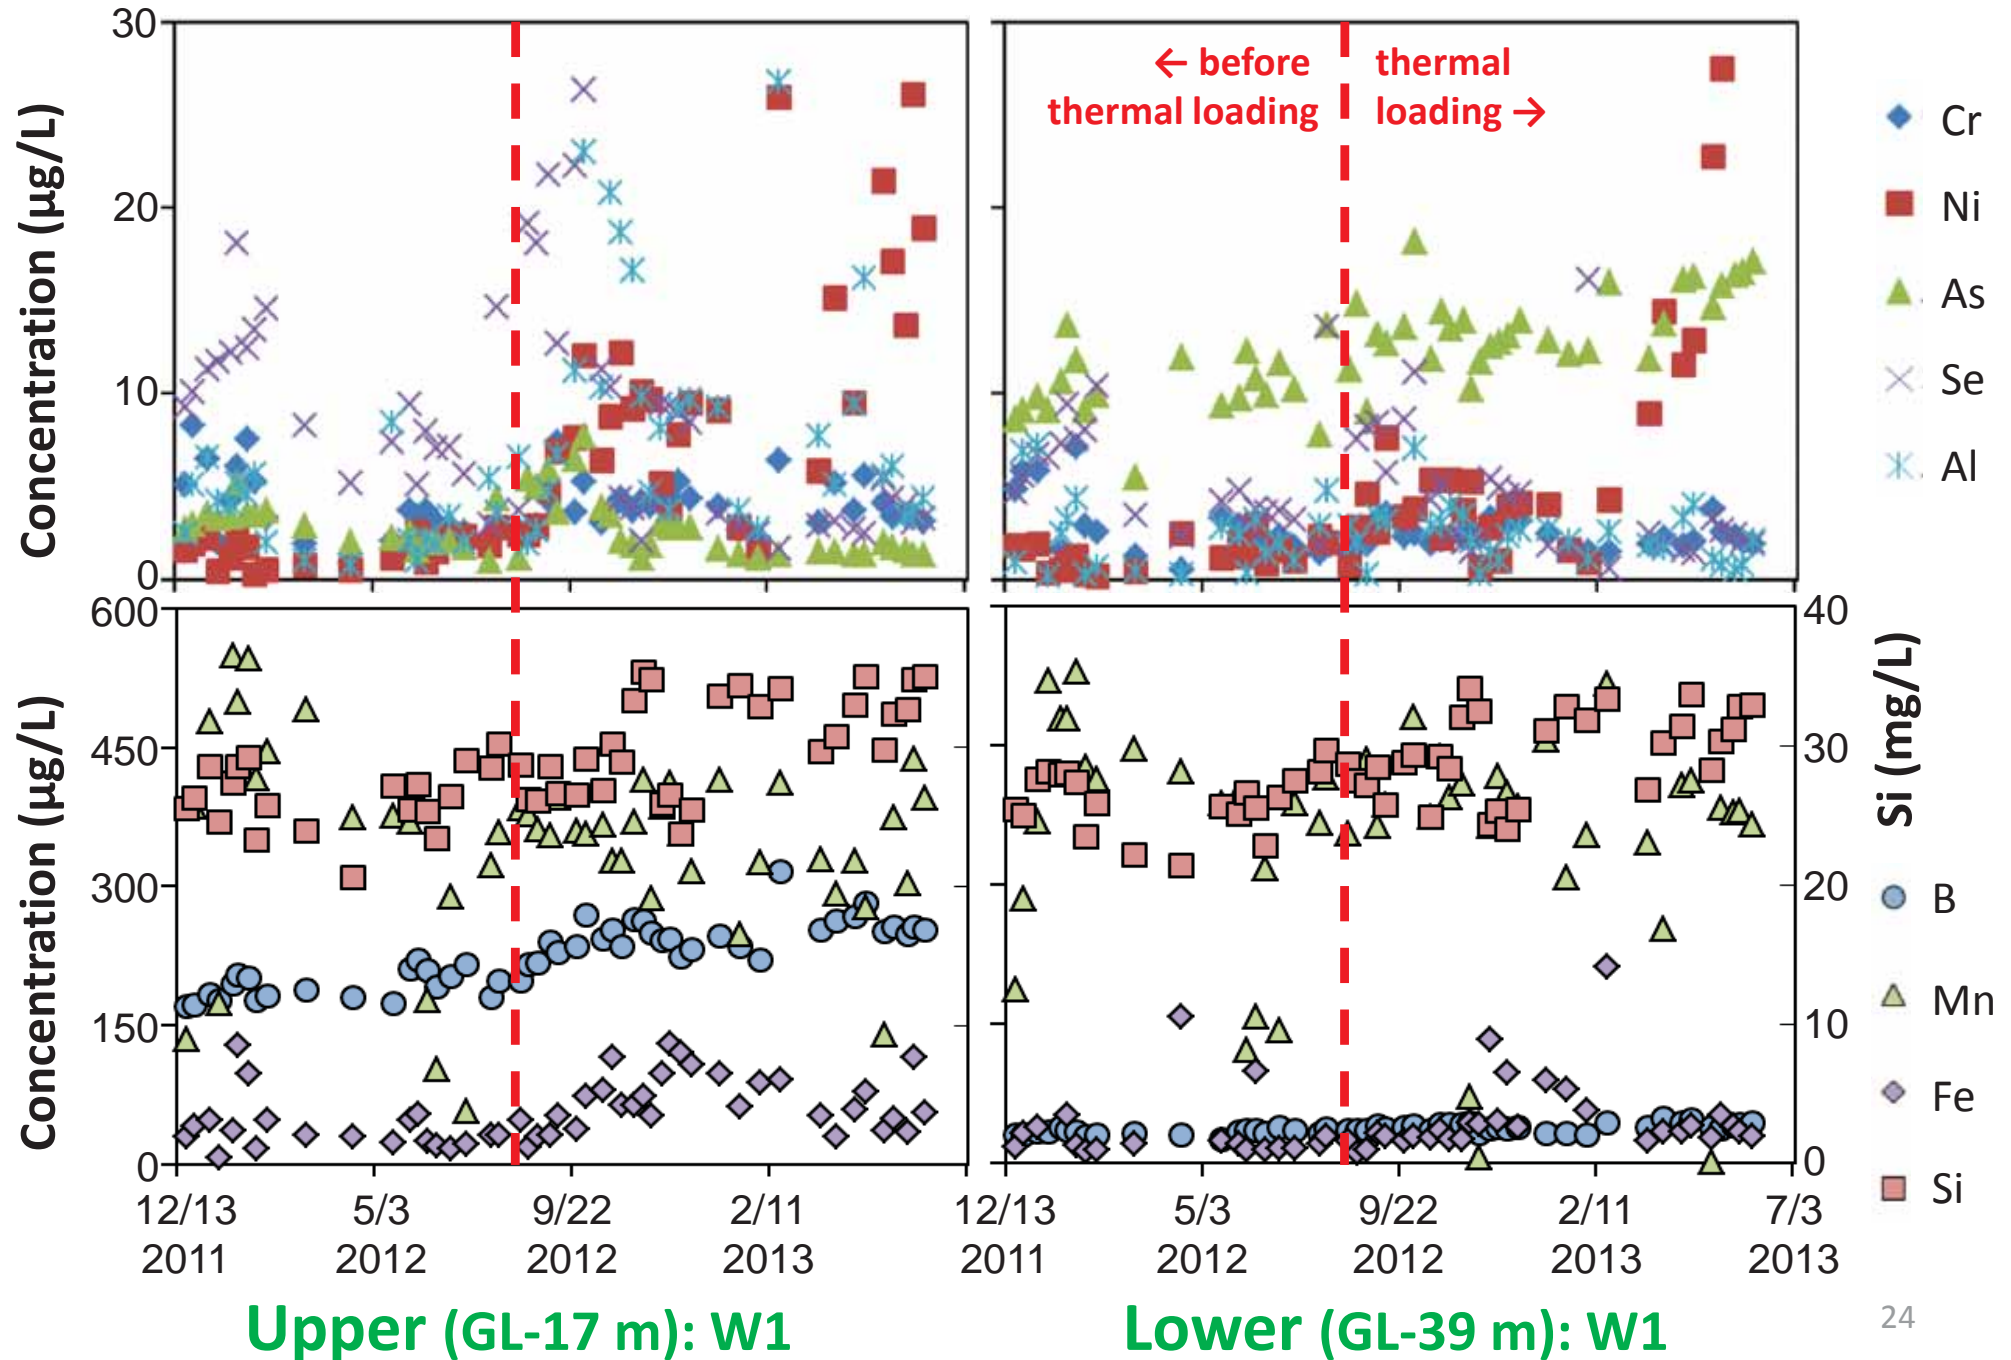 30
20
10
0
Concentration (µg/L)
← before
thermal loading
thermal
loading →
Cr
Ni
As
Se
Al
600
450
300
150
0
Concentration (µg/L)
40
30
20
10
0
Si (mg/L)
B
Mn
Fe
Si
12/13
2011
5/3
2012
9/22
2012
2/11
2013
12/13
2011
5/3
2012
9/22
2012
2/11
2013
7/3
2013
Upper (GL-17 m): W1
Lower (GL-39 m): W1
24